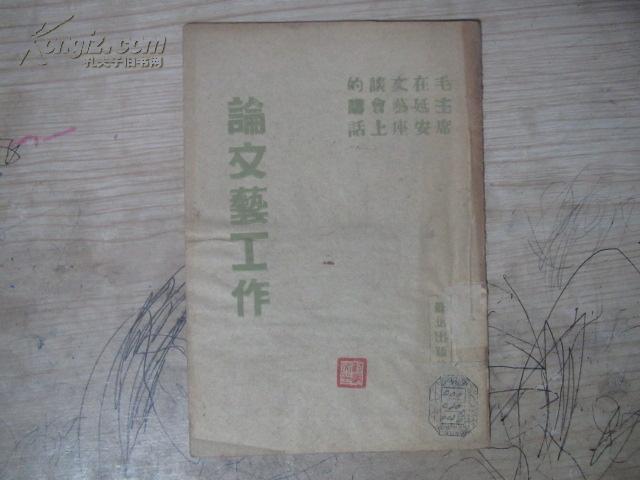 Kongfz.com
孔夫子旧书网
毛主席
在延安
文藝座
談會上
的講話
論文藝工作